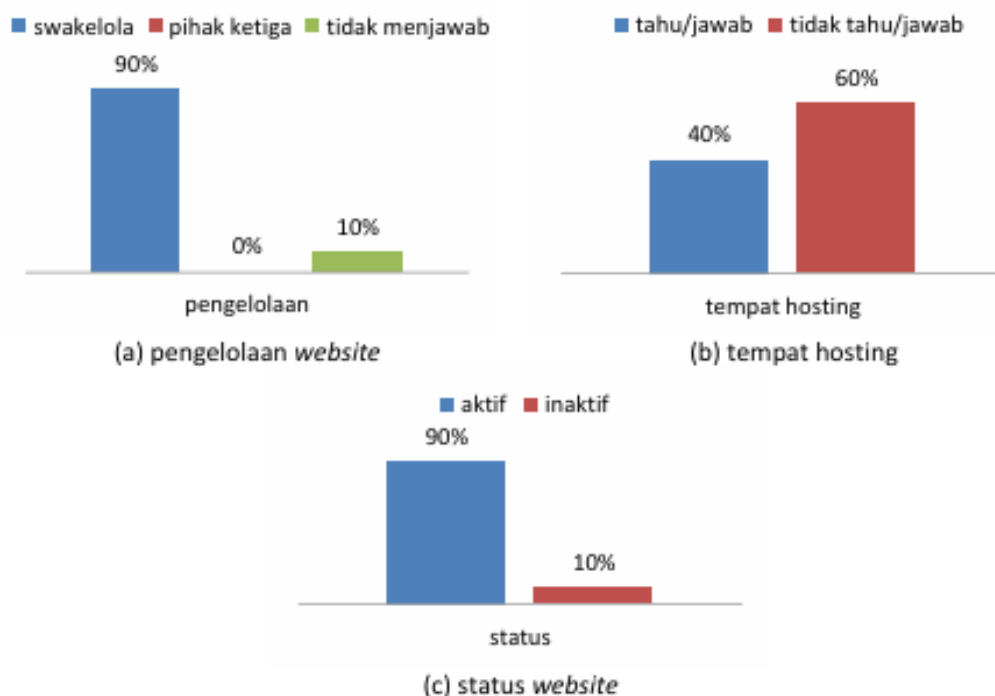 swakelola pihak ketiga tidak menjawab
90%
0%
10%
pengelolaan
(a) pengelolaan website
tahu/jawab tidak tahu/jawab
40%
60%
tempat hosting
(b) tempat hosting
aktif inaktif
90%
10%
status
(c) status website